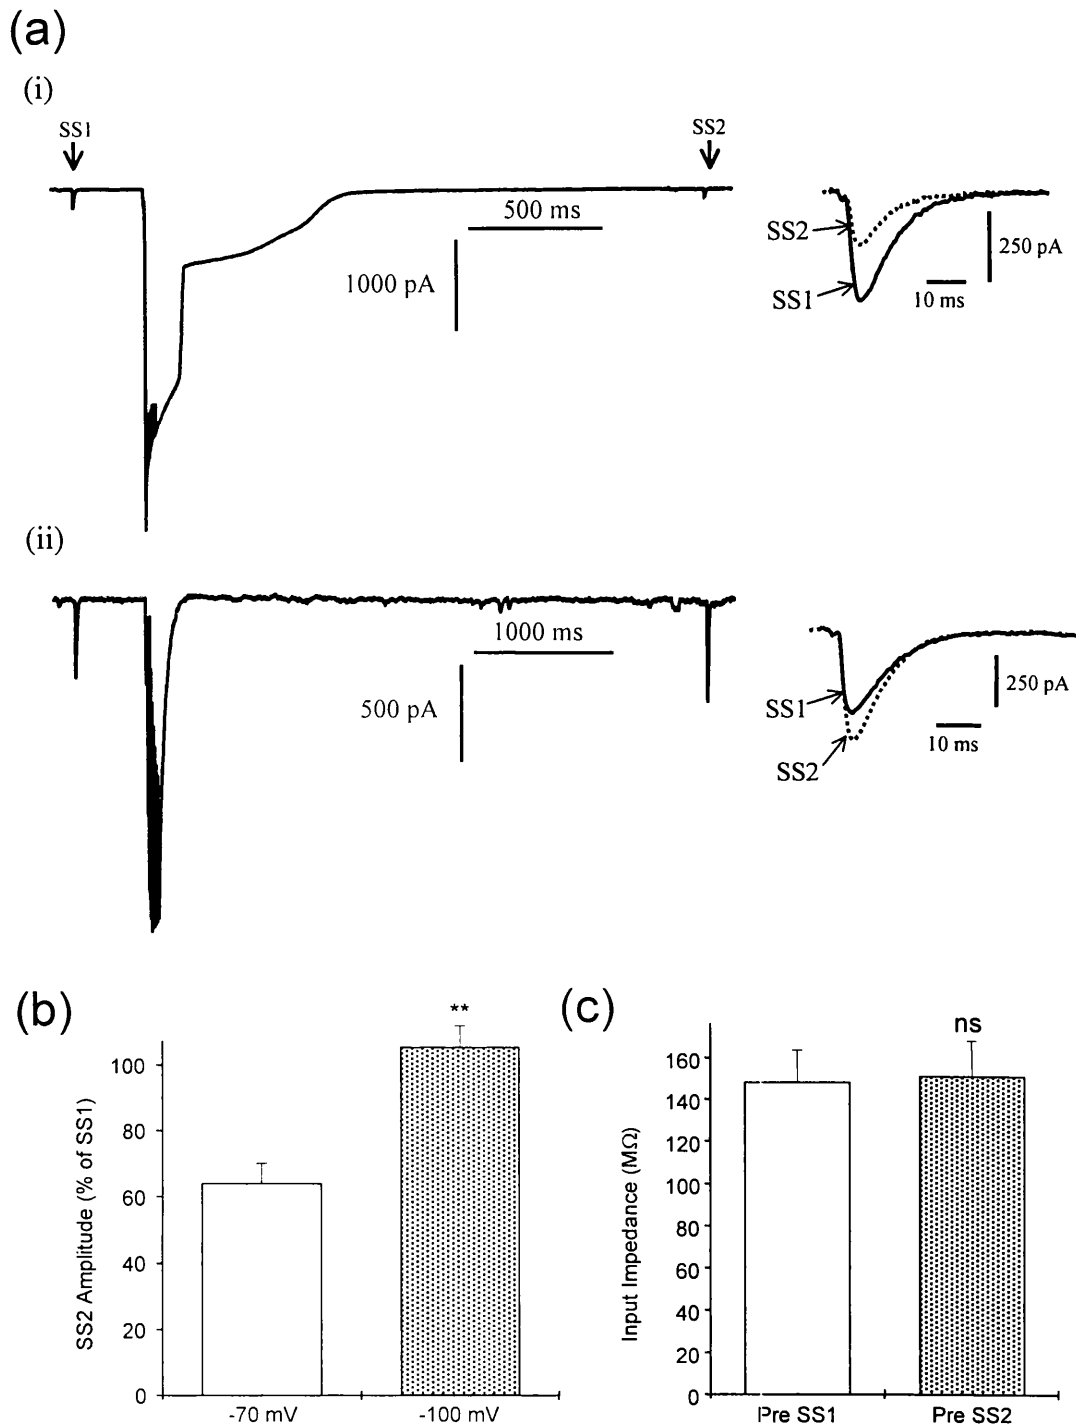 (a)
(i)
SS1
SS2
500 ms
1000 pA
SS2
SS1
250 pA
10 ms
(ii)
1000 ms
500 pA
SS1
SS2
250 pA
10 ms
(b)
**
SS2 Amplitude (% of SS1)
100
80
60
40
20
0
-70 mV
-100 mV
(c)
ns
Input Impedance (MΩ)
160
140
120
100
80
60
40
20
0
Pre SS1
Pre SS2